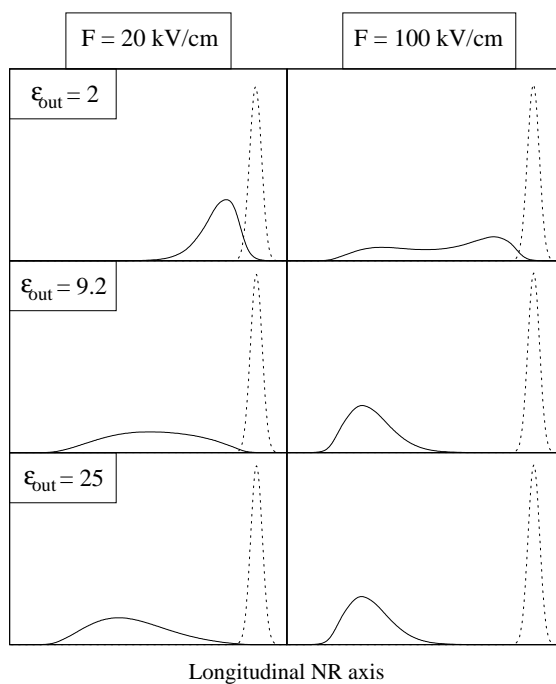 F = 20 kV/cm
F = 100 kV/cm
εout = 2
εout = 9.2
εout = 25
Longitudinal NR axis